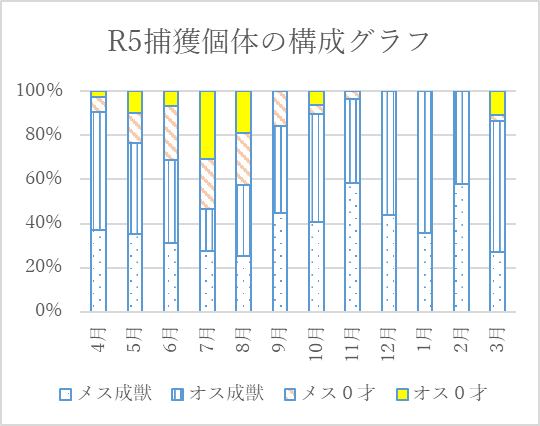 R5捕獲個体の構成グラフ
100%
80%
60%
40%
20%
0%
4月
5月
6月
7月
8月
9月
10月
11月
12月
1月
2月
3月
メス成獣 オス成獣 メス０才 オス０才